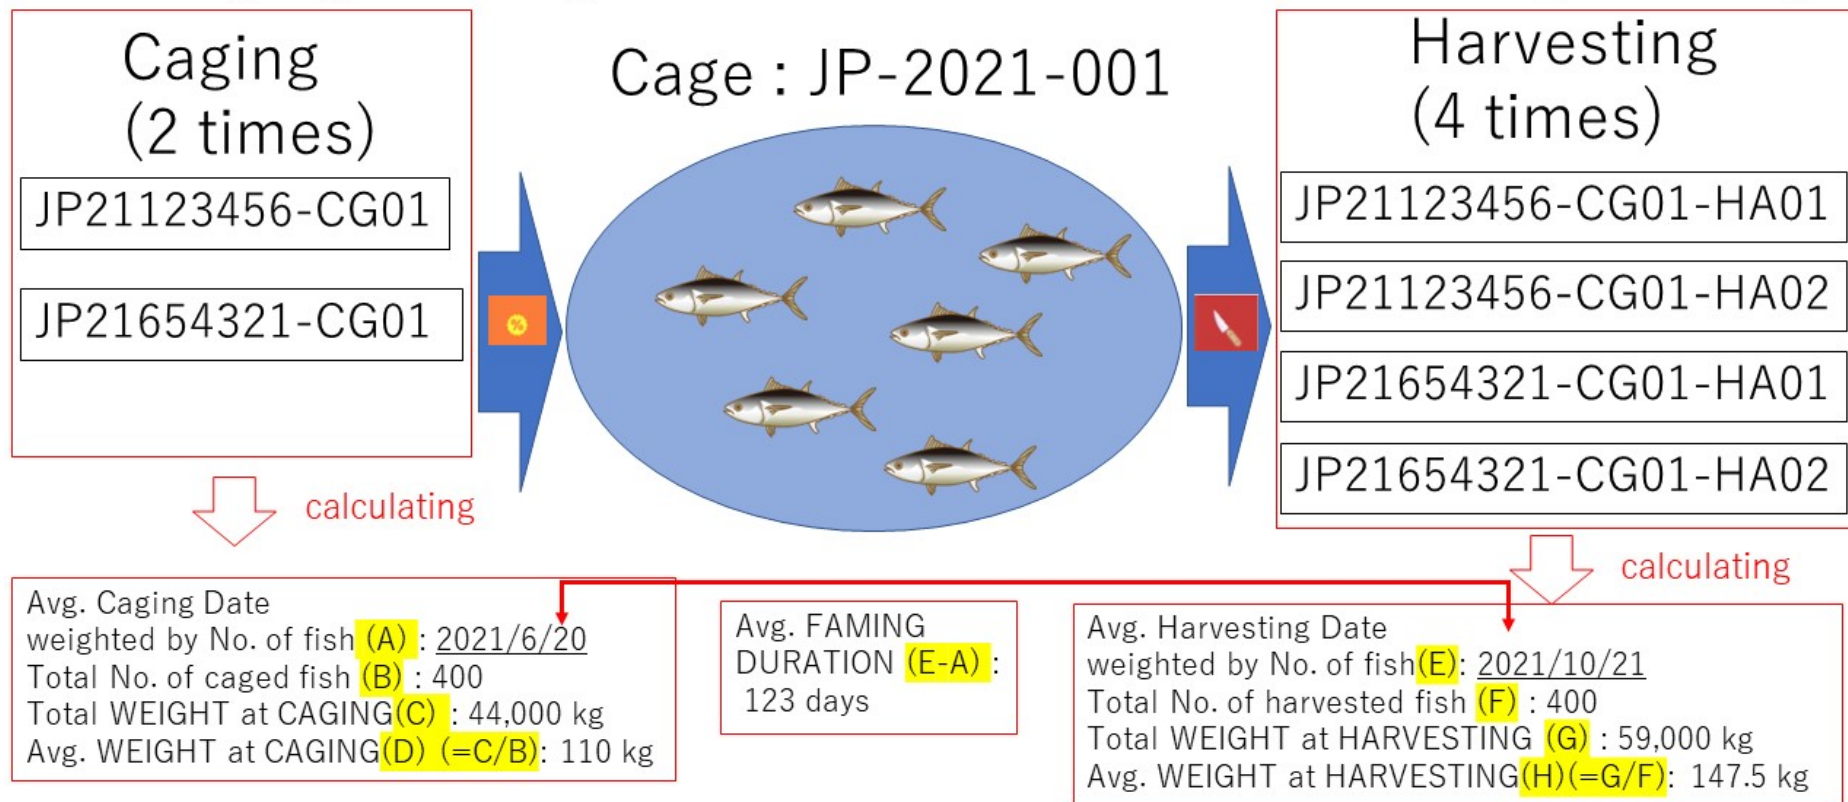 Caging
(2 times)
JP21123456-CG01
JP21654321-CG01
Cage : JP-2021-001
%
Harvesting
(4 times)
JP21123456-CG01-HA01
JP21123456-CG01-HA02
JP21654321-CG01-HA01
JP21654321-CG01-HA02
calculating
calculating
Avg. Caging Date
weighted by No. of fish (A) : 2021/6/20
Total No. of caged fish (B) : 400
Total WEIGHT at CAGING(C) : 44,000 kg
Avg. WEIGHT at CAGING(D) (=C/B): 110 kg
Avg. FAMING
DURATION (E-A) :
123 days
Avg. Harvesting Date
weighted by No. of fish(E): 2021/10/21
Total No. of harvested fish (F) : 400
Total WEIGHT at HARVESTING (G) : 59,000 kg
Avg. WEIGHT at HARVESTING(H)(=G/F): 147.5 kg